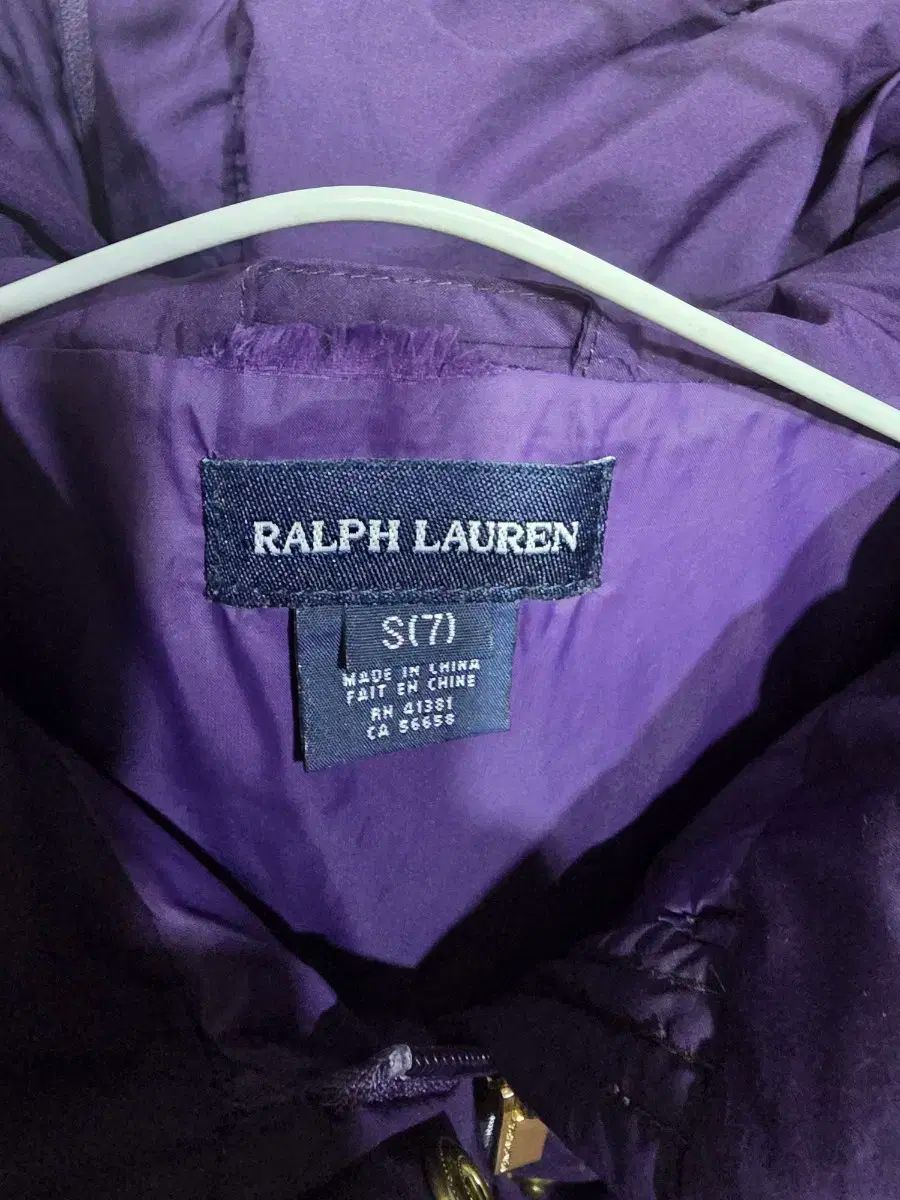 RALPH LAUREN
S(7)
MADE IN CHINA
FAIT EN CHINE
RN 41381
CA 56658